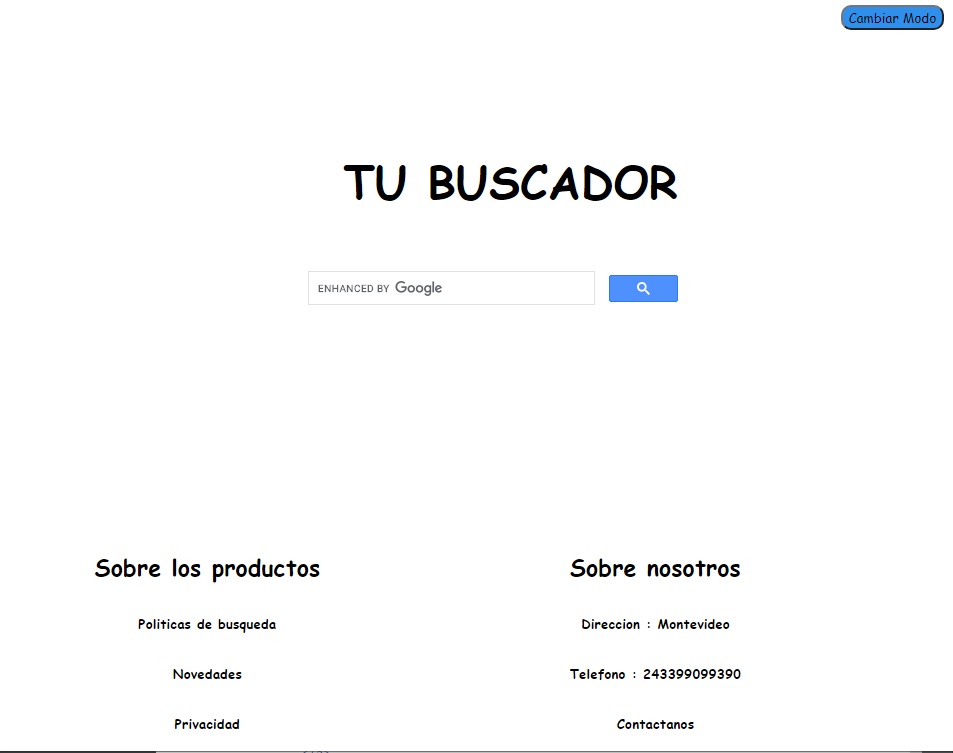 Cambiar Modo
TU BUSCADOR
ENHANCED BY Google
Sobre los productos
Sobre nosotros
Politicas de busqueda
Direccion : Montevideo
Novedades
Telefono : 243399099390
Privacidad
Contactanos